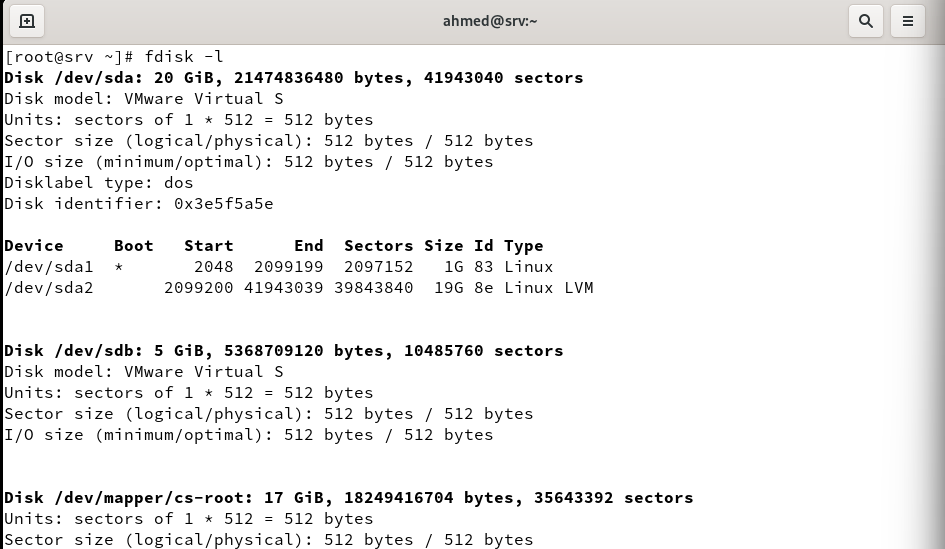 ahmed@srv:~
[root@srv ~]# fdisk -l
Disk /dev/sda: 20 GiB, 21474836480 bytes, 41943040 sectors
Disk model: VMware Virtual S
Units: sectors of 1 * 512 = 512 bytes
Sector size (logical/physical): 512 bytes / 512 bytes
I/O size (minimum/optimal): 512 bytes / 512 bytes
Disklabel type: dos
Disk identifier: 0x3e5f5a5e
Device     Boot   Start      End  Sectors Size Id Type
/dev/sda1  *       2048  2099199  2097152   1G 83 Linux
/dev/sda2       2099200 41943039 39843840  19G 8e Linux LVM
Disk /dev/sdb: 5 GiB, 5368709120 bytes, 10485760 sectors
Disk model: VMware Virtual S
Units: sectors of 1 * 512 = 512 bytes
Sector size (logical/physical): 512 bytes / 512 bytes
I/O size (minimum/optimal): 512 bytes / 512 bytes
Disk /dev/mapper/cs-root: 17 GiB, 18249416704 bytes, 35643392 sectors
Units: sectors of 1 * 512 = 512 bytes
Sector size (logical/physical): 512 bytes / 512 bytes